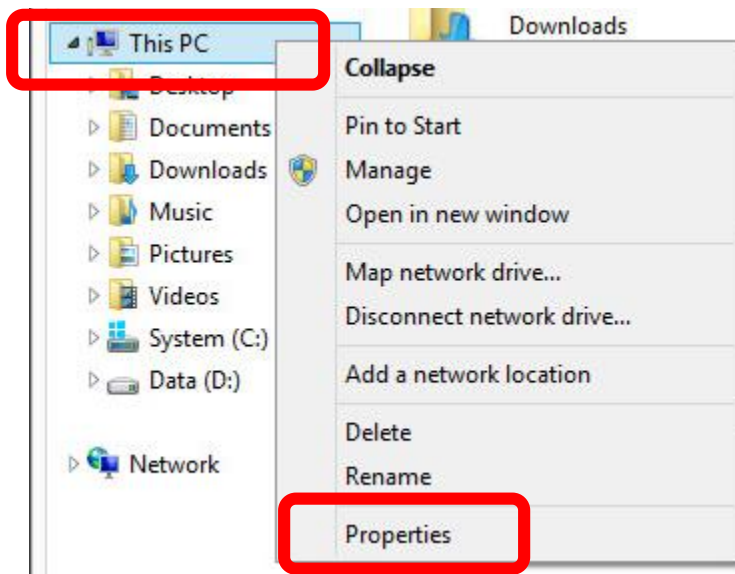 Downloads
This PC
Desktop
Documents
Downloads
Music
Pictures
Videos
System (C:)
Data (D:)
Network
Collapse
Pin to Start
Manage
Open in new window
Map network drive...
Disconnect network drive...
Add a network location
Delete
Rename
Properties